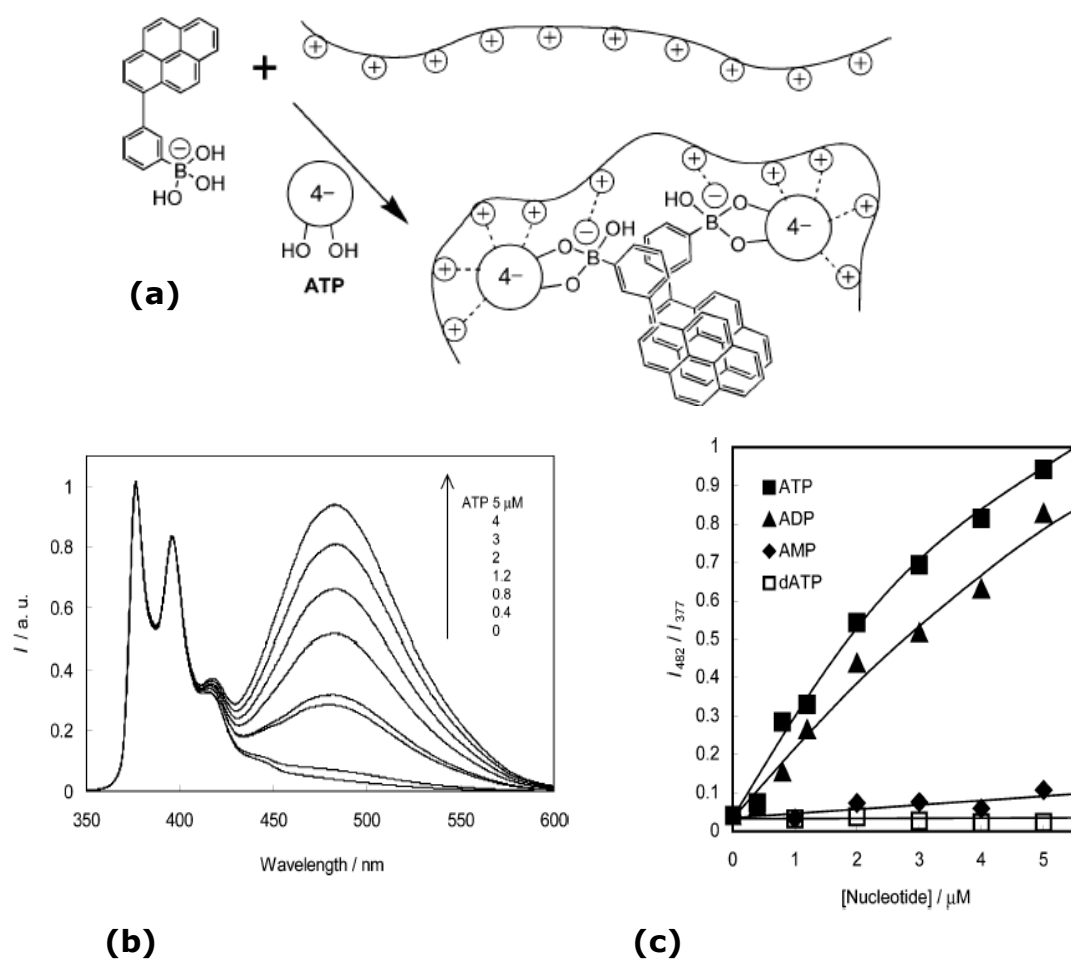 + + + + + + + + + +
+
B OH
OH
HO
4−
HO OH
ATP
(a)
+ + + + + + + + + +
4− O O B OH
HO B O O 4−
I / a. u.
1
0.8
0.6
0.4
0.2
0
350 400 450 500 550 600
Wavelength / nm
ATP 5 μM
4
3
2
1.2
0.8
0.4
0
(b)
I482 / I377
1
0.9
0.8
0.7
0.6
0.5
0.4
0.3
0.2
0.1
0
0 1 2 3 4 5
[Nucleotide] / μM
ATP
ADP
AMP
dATP
(c)